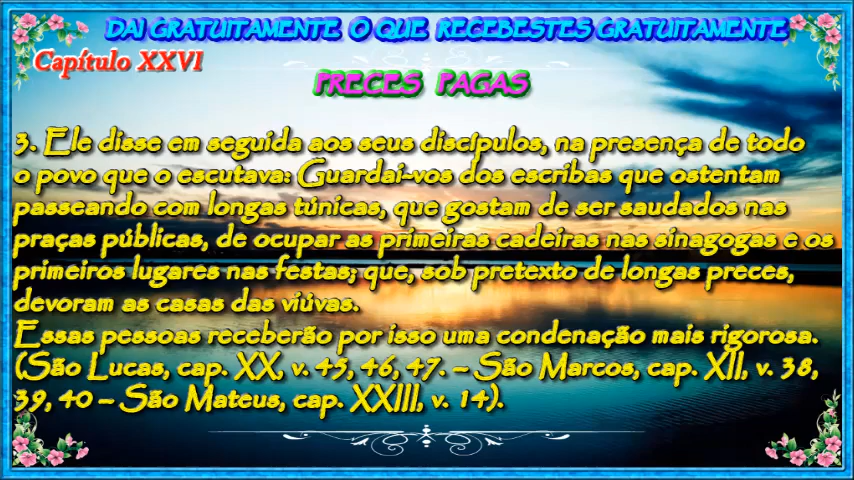 DAI GRATUITAMENTE O QUE RECEBESTES GRATUITAMENTE
Capítulo XXVI
PRECES PAGAS
3. Ele disse em seguida aos seus discípulos, na presença de todo
o povo que o escutava: Guardai-vos dos escribas que ostentam
passeando com longas túnicas, que gostam de ser saudados nas
praças públicas, de ocupar as primeiras cadeiras nas sinagogas e os
primeiros lugares nas festas; que, sob pretexto de longas preces,
devoram as casas das viúvas.
Essas pessoas receberão por isso uma condenação mais rigorosa.
(São Lucas, cap. XX, v. 45, 46, 47. – São Marcos, cap. XII, v. 38,
39, 40 – São Mateus, cap. XXIII, v. 14).